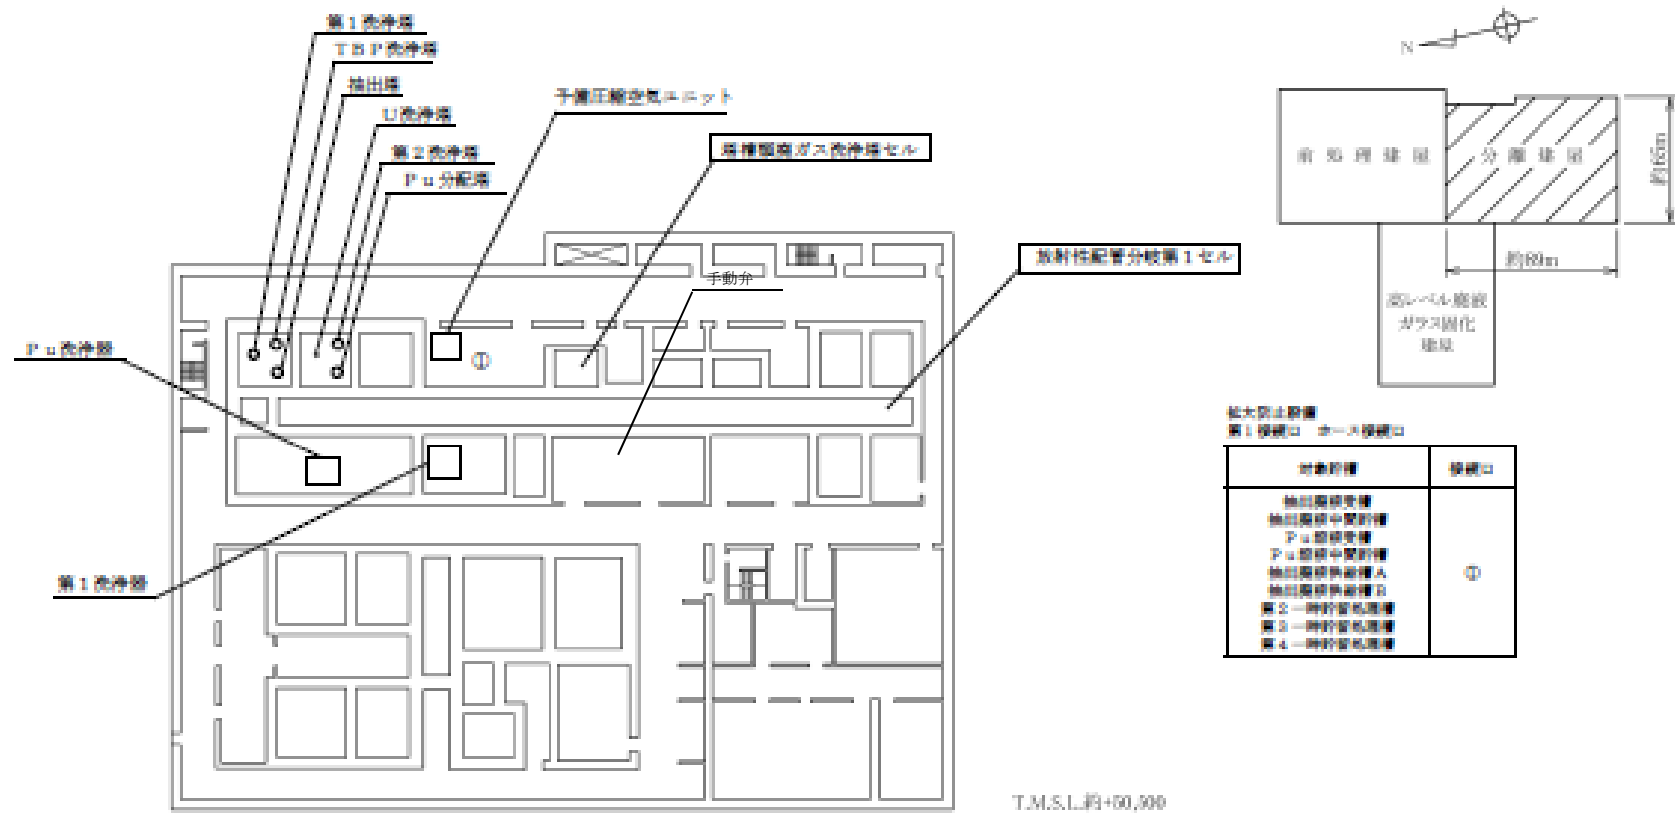 第1洗浄塔
TBP洗浄塔
抽出塔
U洗浄塔
第2洗浄塔
Pu分配塔
予備圧縮空気ユニット
塔槽類廃ガス洗浄塔セル
放射性配管分岐第1セル
手動弁
Pu洗浄器
①
第1洗浄器
N
前処理建屋
分離建屋
約65m
約89m
高レベル廃液
ガラス固化
建屋
拡大防止設備
第1接続口 ホース接続口
対象貯槽 接続口
抽出廃液受槽
抽出廃液中間貯槽
Pu溶液受槽
Pu溶液中間貯槽
抽出廃液供給槽A
抽出廃液供給槽B
第2一時貯留処理槽
第3一時貯留処理槽
第4一時貯留処理槽
①
T.M.S.L.約+